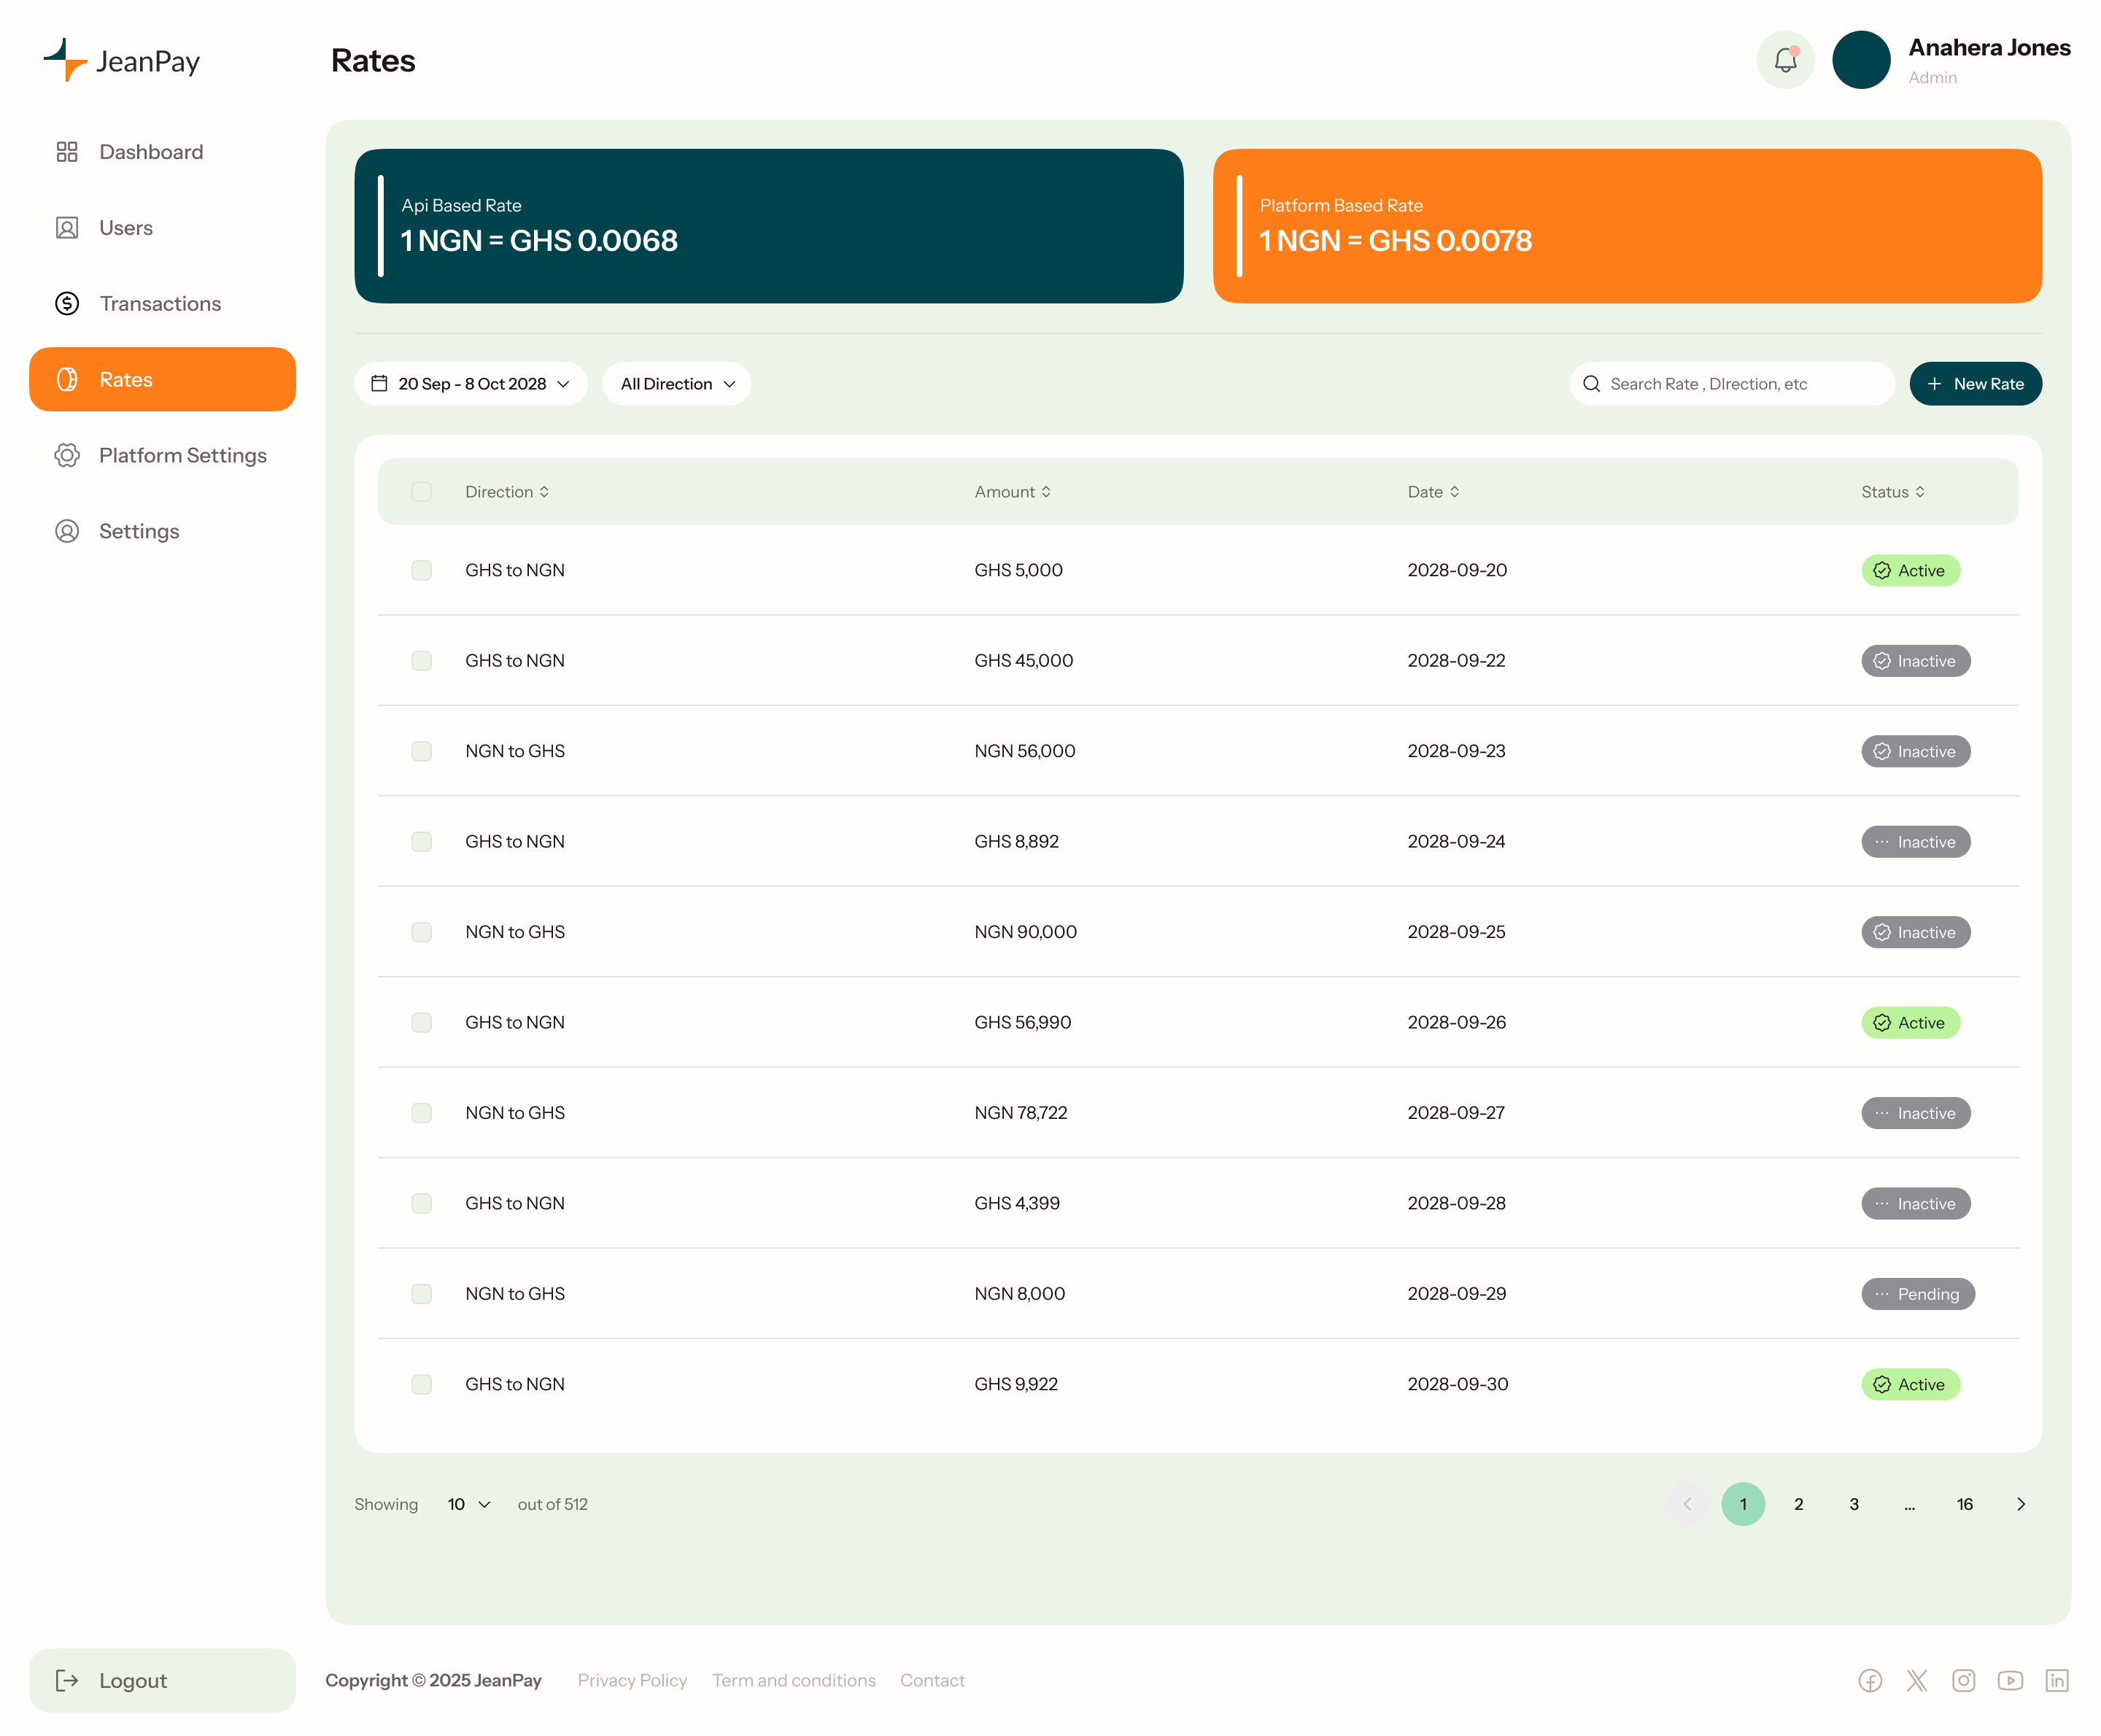 JeanPay
Rates
Anahera Jones
Admin
Dashboard
Users
Transactions
Rates
Platform Settings
Settings
Logout
Api Based Rate
1 NGN = GHS 0.0068
Platform Based Rate
1 NGN = GHS 0.0078
20 Sep - 8 Oct 2028
All Direction
Search Rate , DIrection, etc
New Rate
Direction Amount Date Status
GHS to NGN GHS 5,000 2028-09-20 Active
GHS to NGN GHS 45,000 2028-09-22 Inactive
NGN to GHS NGN 56,000 2028-09-23 Inactive
GHS to NGN GHS 8,892 2028-09-24 Inactive
NGN to GHS NGN 90,000 2028-09-25 Inactive
GHS to NGN GHS 56,990 2028-09-26 Active
NGN to GHS NGN 78,722 2028-09-27 Inactive
GHS to NGN GHS 4,399 2028-09-28 Inactive
NGN to GHS NGN 8,000 2028-09-29 Pending
GHS to NGN GHS 9,922 2028-09-30 Active
Showing 10 out of 512
1 2 3 ... 16
Copyright © 2025 JeanPay Privacy Policy Term and conditions Contact